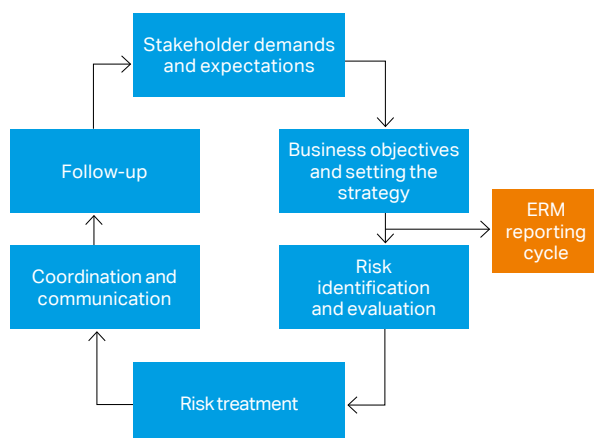 Stakeholder demands
and expectations
Business objectives
and setting the
strategy
ERM
reporting
cycle
Risk
identification
and evaluation
Risk treatment
Coordination and
communication
Follow-up